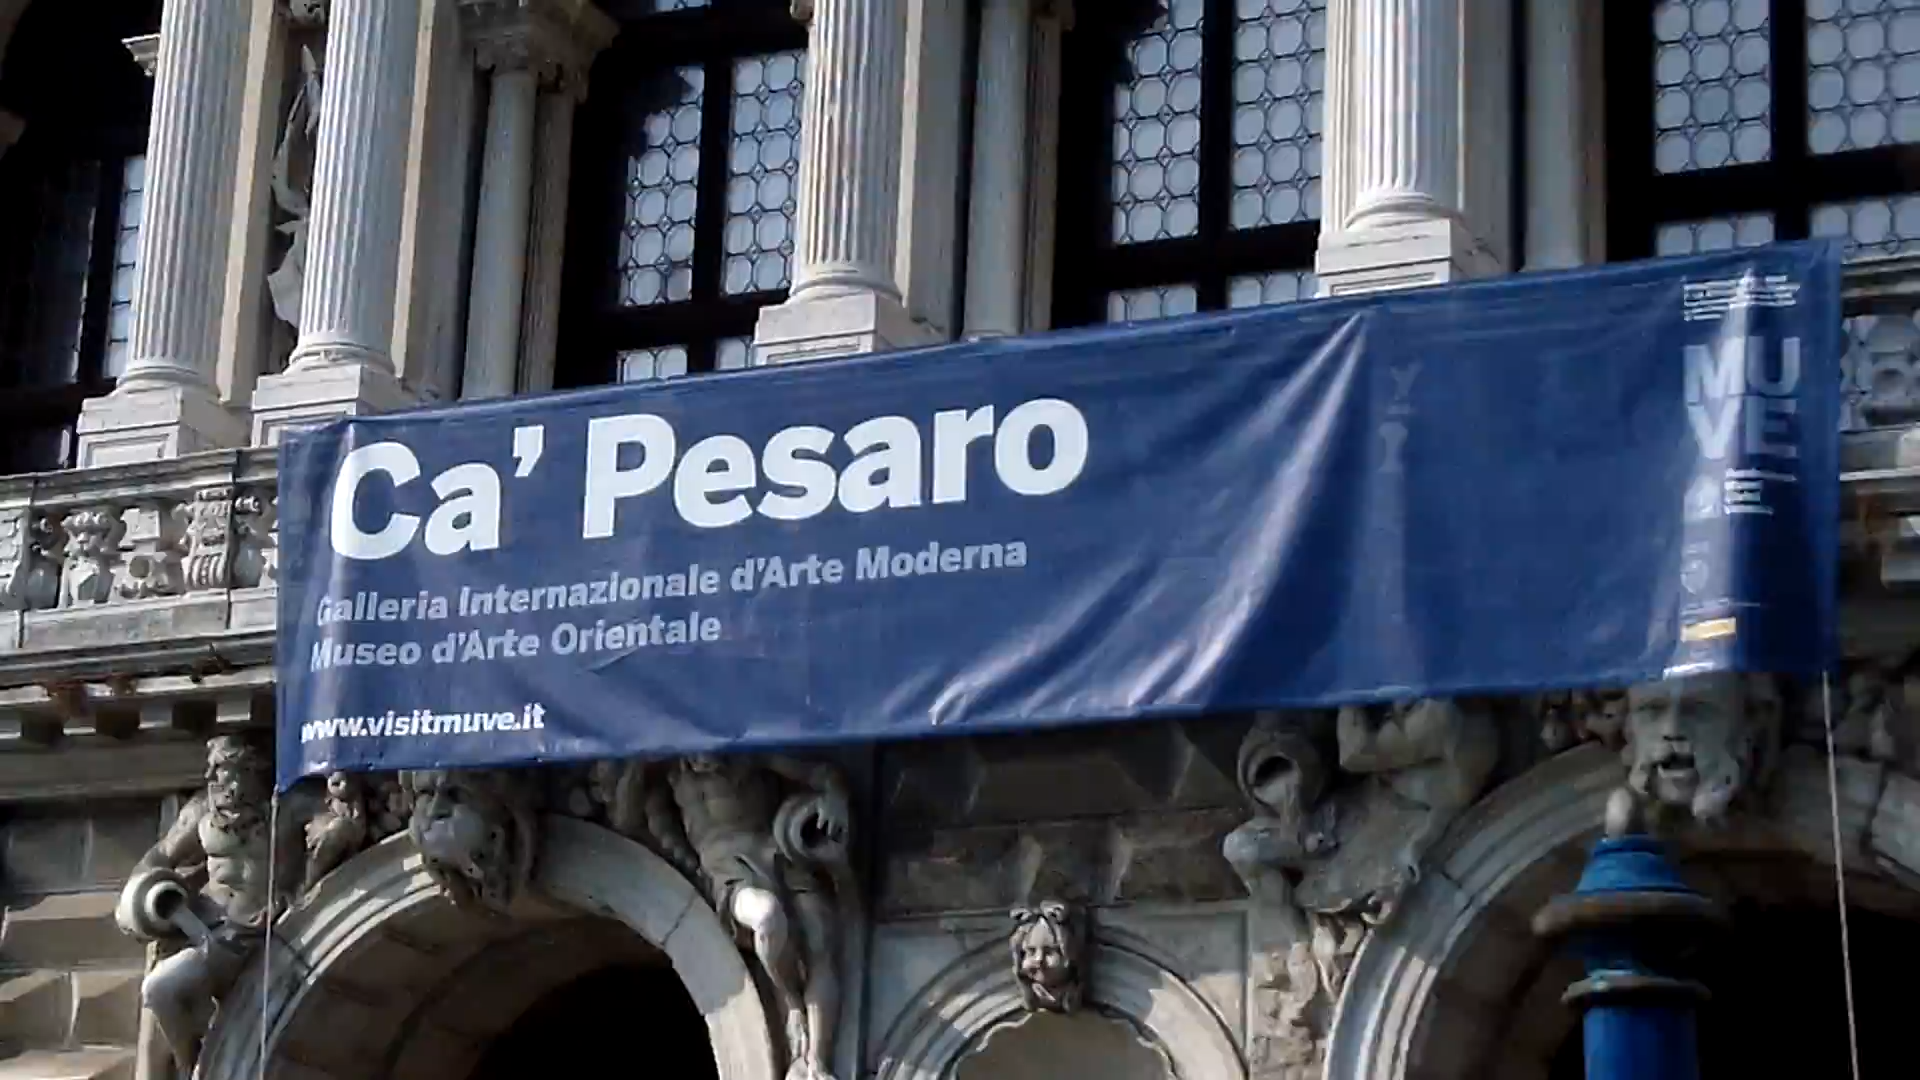 Ca' Pesaro
Galleria Internazionale d'Arte Moderna
Museo d'Arte Orientale
www.visitmuve.it
MU
VE